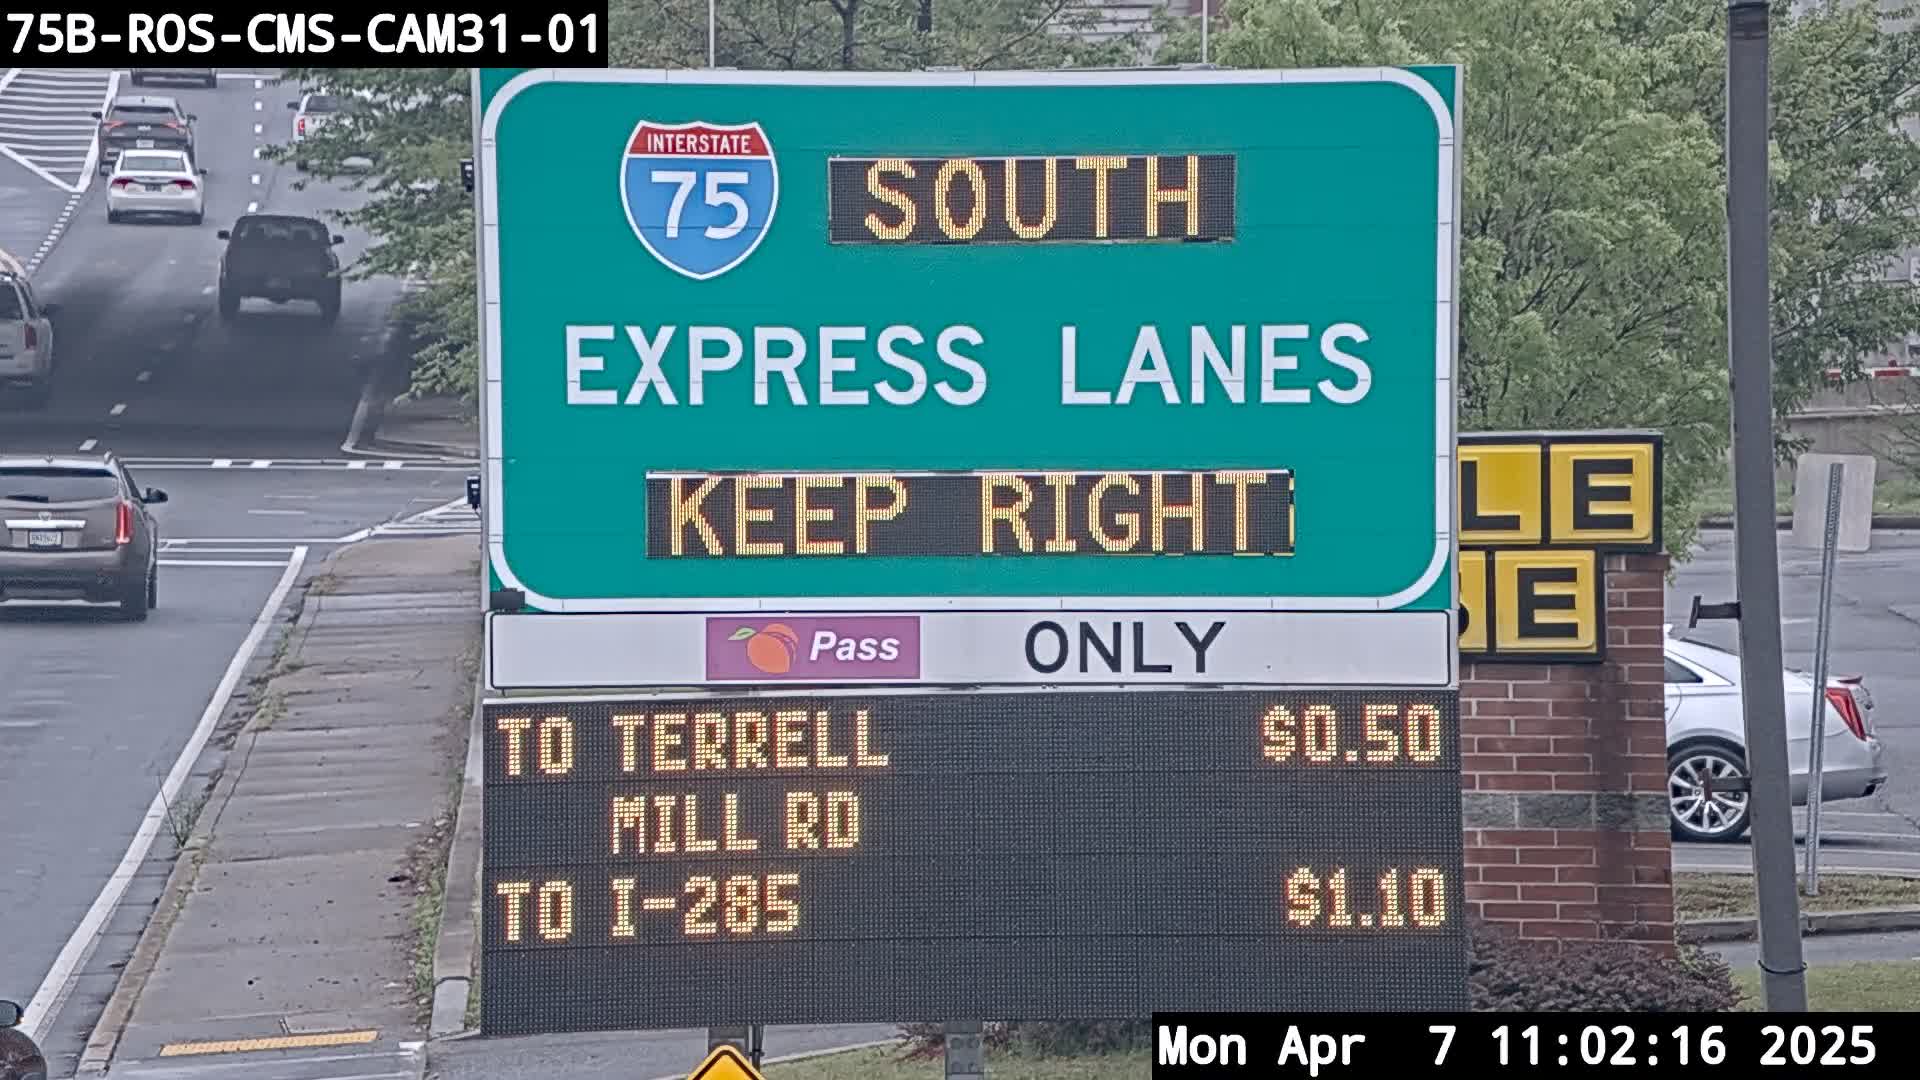 75B-ROS-CMS-CAM31-01
INTERSTATE
75
SOUTH
EXPRESS LANES
KEEP RIGHT
LE
E
Pass
ONLY
TO TERRELL $0.50
MILL RD
TO I-285 $1.10
Mon Apr 7 11:02:16 2025